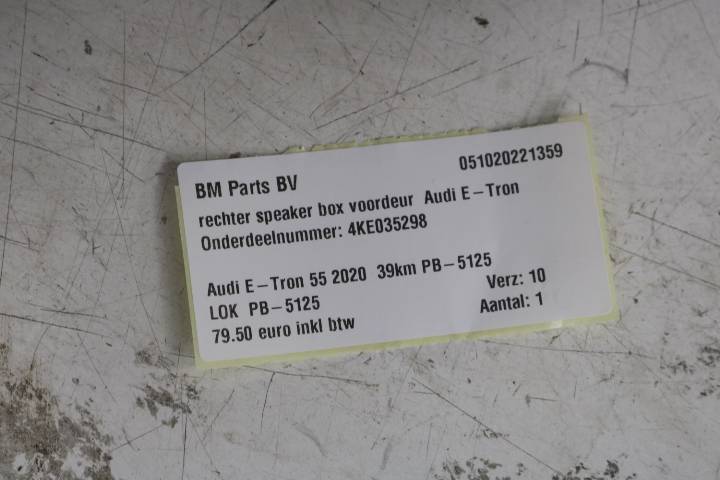 BM Parts BV 051020221359
rechter speaker box voordeur Audi E-Tron
Onderdeelnummer: 4KE035298
Audi E-Tron 55 2020 39km PB-5125
LOK PB-5125 Verz: 10
79.50 euro inkl btw Aantal: 1